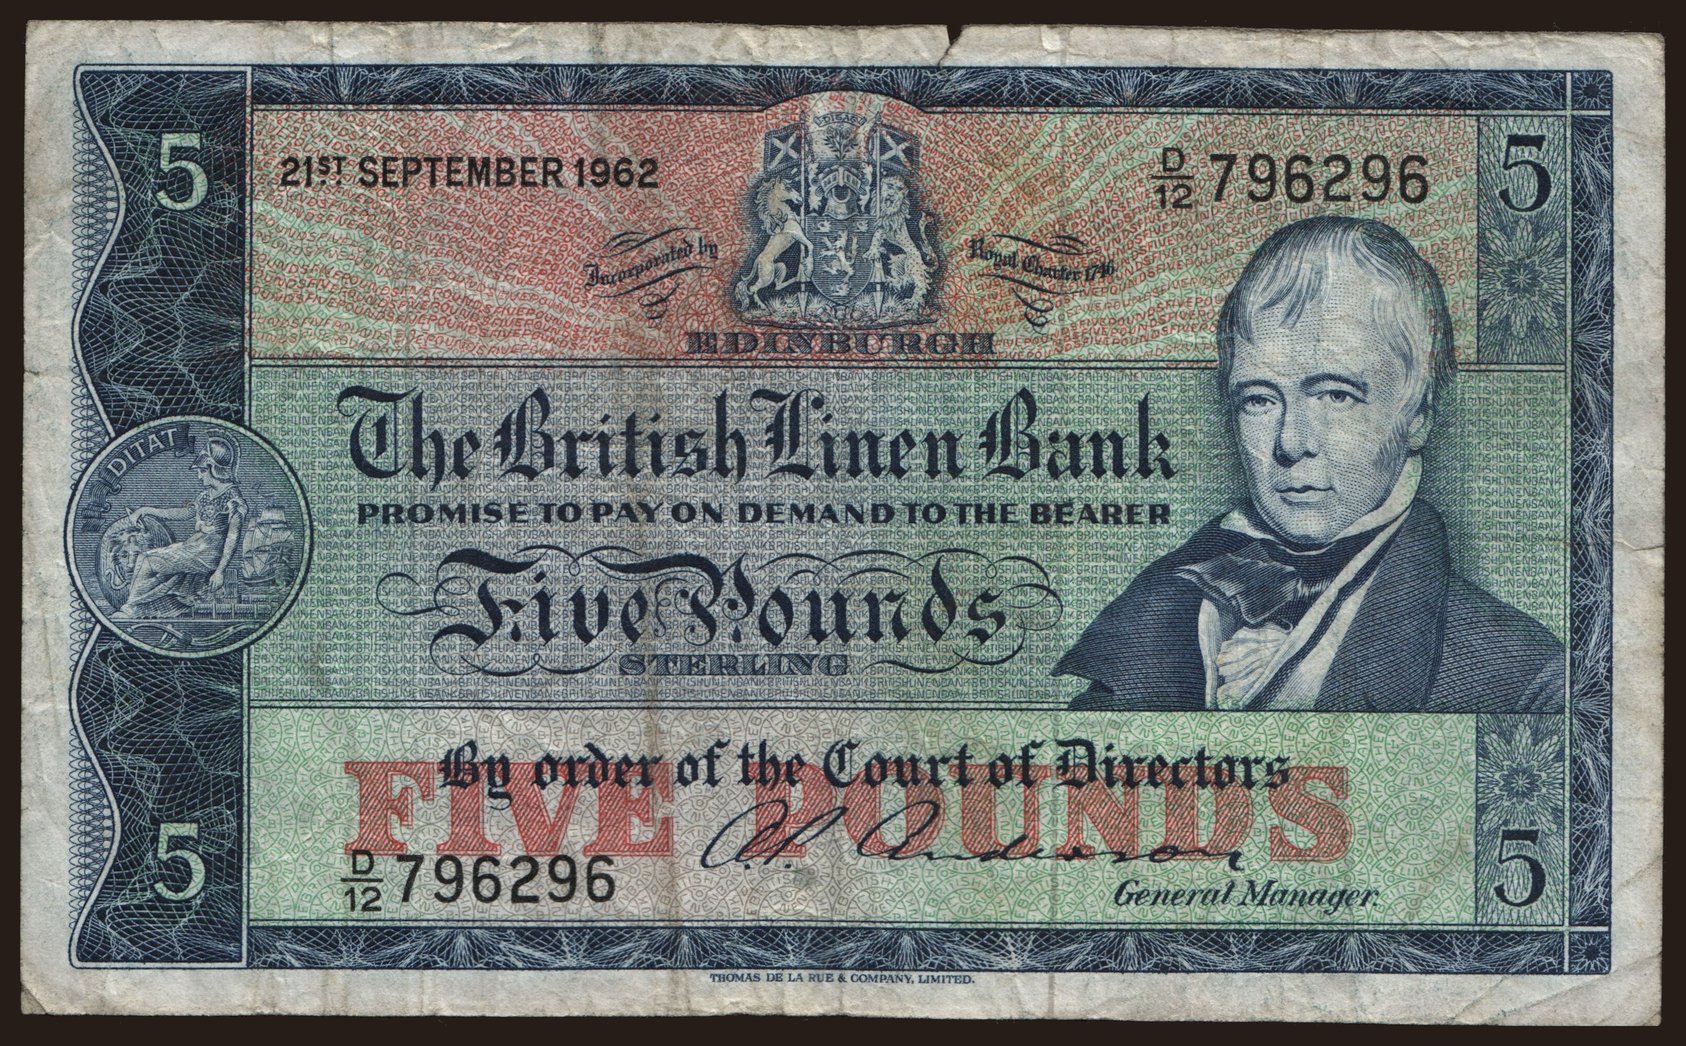 5
21ST SEPTEMBER 1962
D/12 796296
5
Incorporated by
Royal Charter 1746
EDINBURGH
The British Linen Bank
PROMISE TO PAY ON DEMAND TO THE BEARER
DITAT
Five Pounds
STERLING
By order of the Court of Directors
FIVE POUNDS
5
D/12 796296
A. P. Anderson
General Manager.
5
THOMAS DE LA RUE & COMPANY, LIMITED.